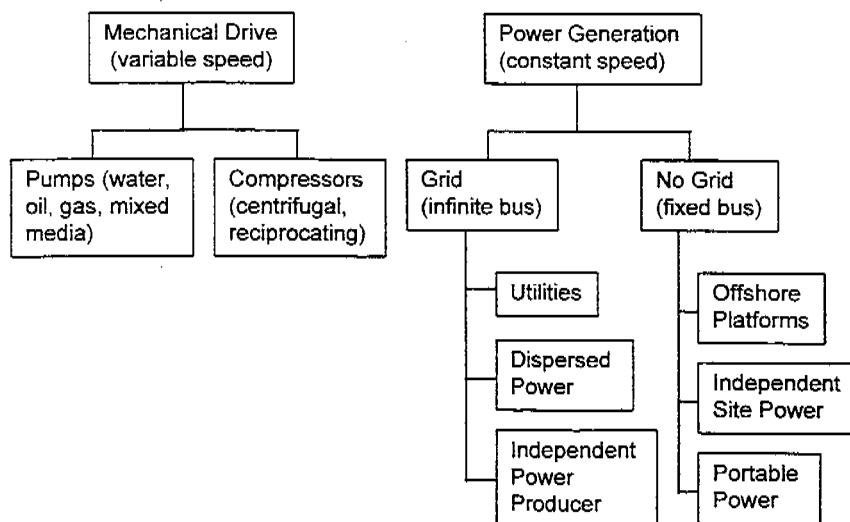 Mechanical Drive
(variable speed)
Power Generation
(constant speed)
Pumps (water,
oil, gas, mixed
media)
Compressors
(centrifugal,
reciprocating)
Grid
(infinite bus)
No Grid
(fixed bus)
Utilities
Dispersed
Power
Independent
Power
Producer
Offshore
Platforms
Independent
Site Power
Portable
Power